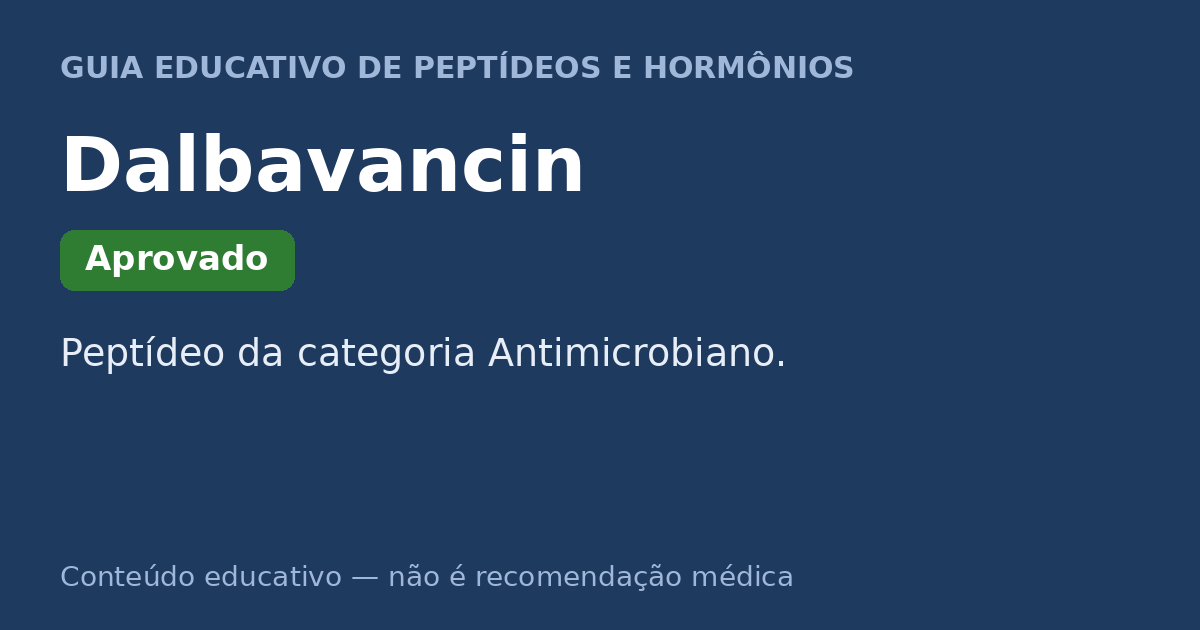 GUIA EDUCATIVO DE PEPTÍDEOS E HORMÔNIOS
Dalbavancin
Aprovado
Peptídeo da categoria Antimicrobiano.
Conteúdo educativo — não é recomendação médica